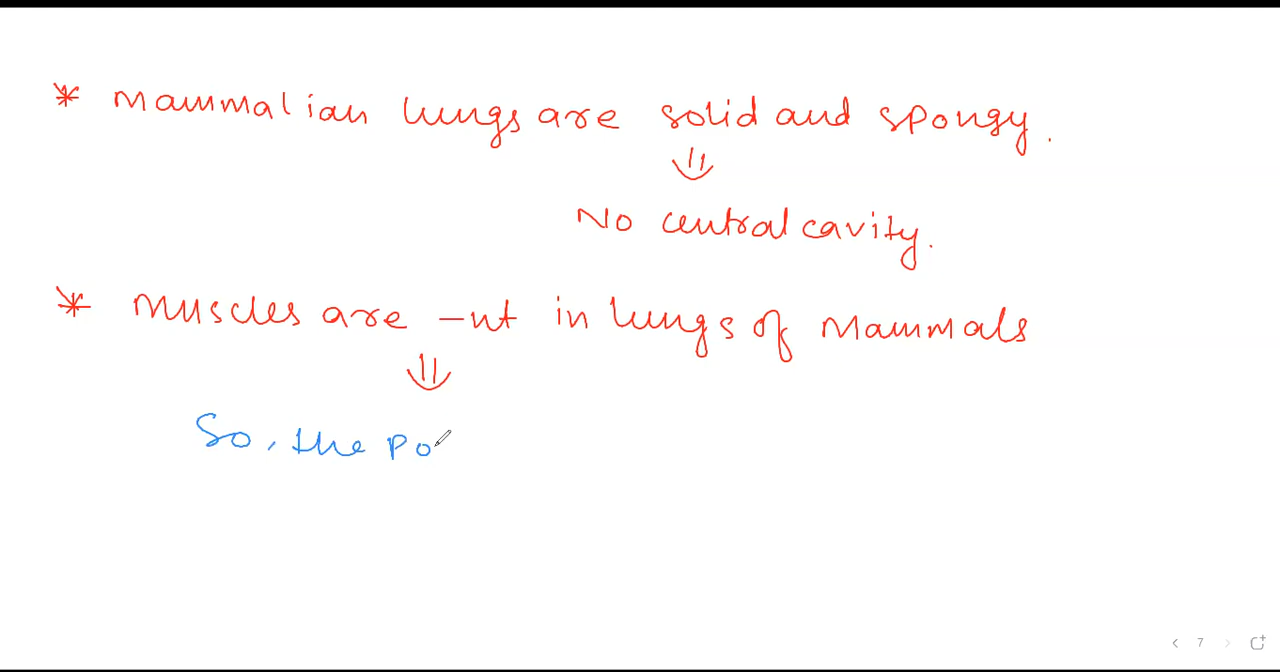 * Mammalian lungs are solid and spongy.
⇓
No central cavity.
* Muscles are -nt in lungs of Mammals
⇓
So, the Po
7